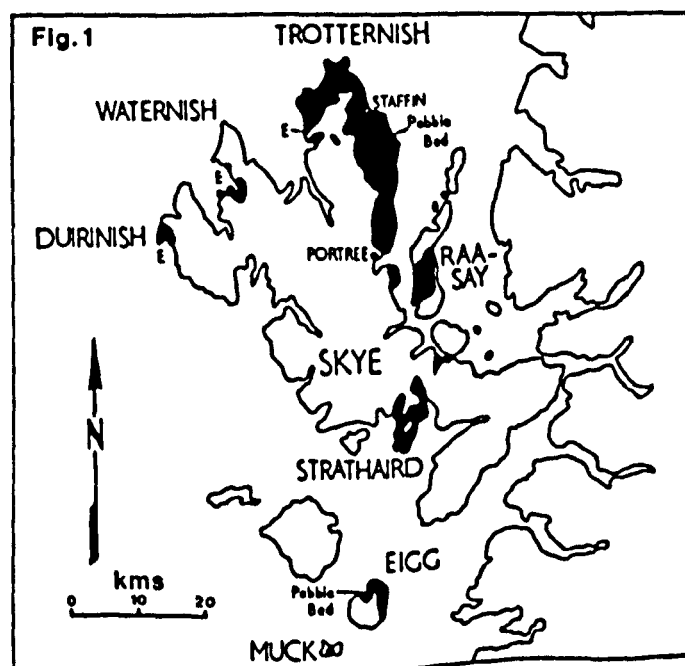 Fig.1
TROTTERNISH
STAFFIN
WATERNISH
E
Pebble
Bed
E
DUIRINISH
E
PORTREE
RAA-
SAY
SKYE
N
STRATHAIRD
EIGG
kms
Pebble
Bed
0 10 20
MUCK